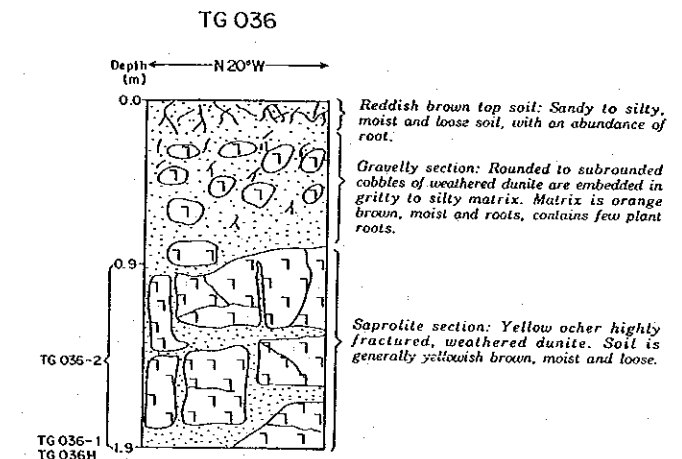 TG 036
Depth
(m)
N 20°W
0.0
Reddish brown top soil: Sandy to silty,
moist and loose soil, with an abundance of
root.
Gravelly section: Rounded to subrounded
cobbles of weathered dunite are embedded in
gritty to silty matrix. Matrix is orange
brown, moist and roots, contains few plant
roots.
0.9
Saprolite section: Yellow ocher highly
fractured, weathered dunite. Soil is
generally yellowish brown, moist and loose.
TG 036-2
TG 036-1
TG 036H
1.9